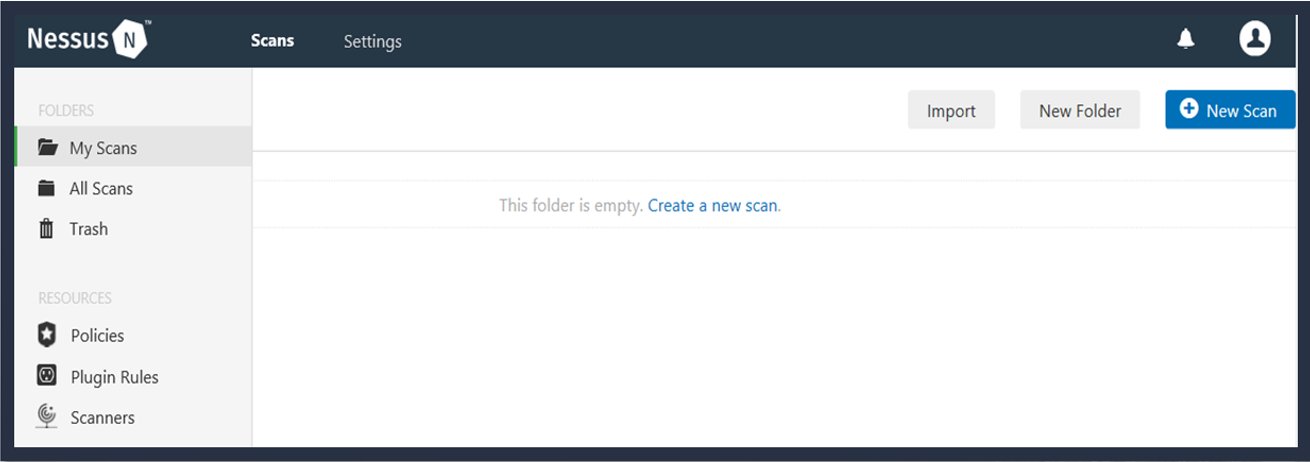 Nessus N ™
Scans
Settings
Import
New Folder
New Scan
FOLDERS
My Scans
All Scans
Trash
This folder is empty. Create a new scan.
RESOURCES
Policies
Plugin Rules
Scanners